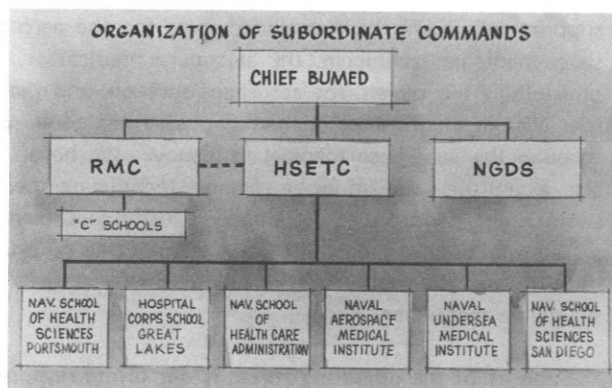 ORGANIZATION OF SUBORDINATE COMMANDS
CHIEF BUMED
RMC
HSETC
NGDS
"C" SCHOOLS
NAV. SCHOOL
OF HEALTH
SCIENCES
PORTSMOUTH
HOSPITAL
CORPS SCHOOL
GREAT
LAKES
NAV. SCHOOL
OF
HEALTH CARE
ADMINISTRATION
NAVAL
AEROSPACE
MEDICAL
INSTITUTE
NAVAL
UNDERSEA
MEDICAL
INSTITUTE
NAV. SCHOOL
OF HEALTH
SCIENCES
SAN DIEGO